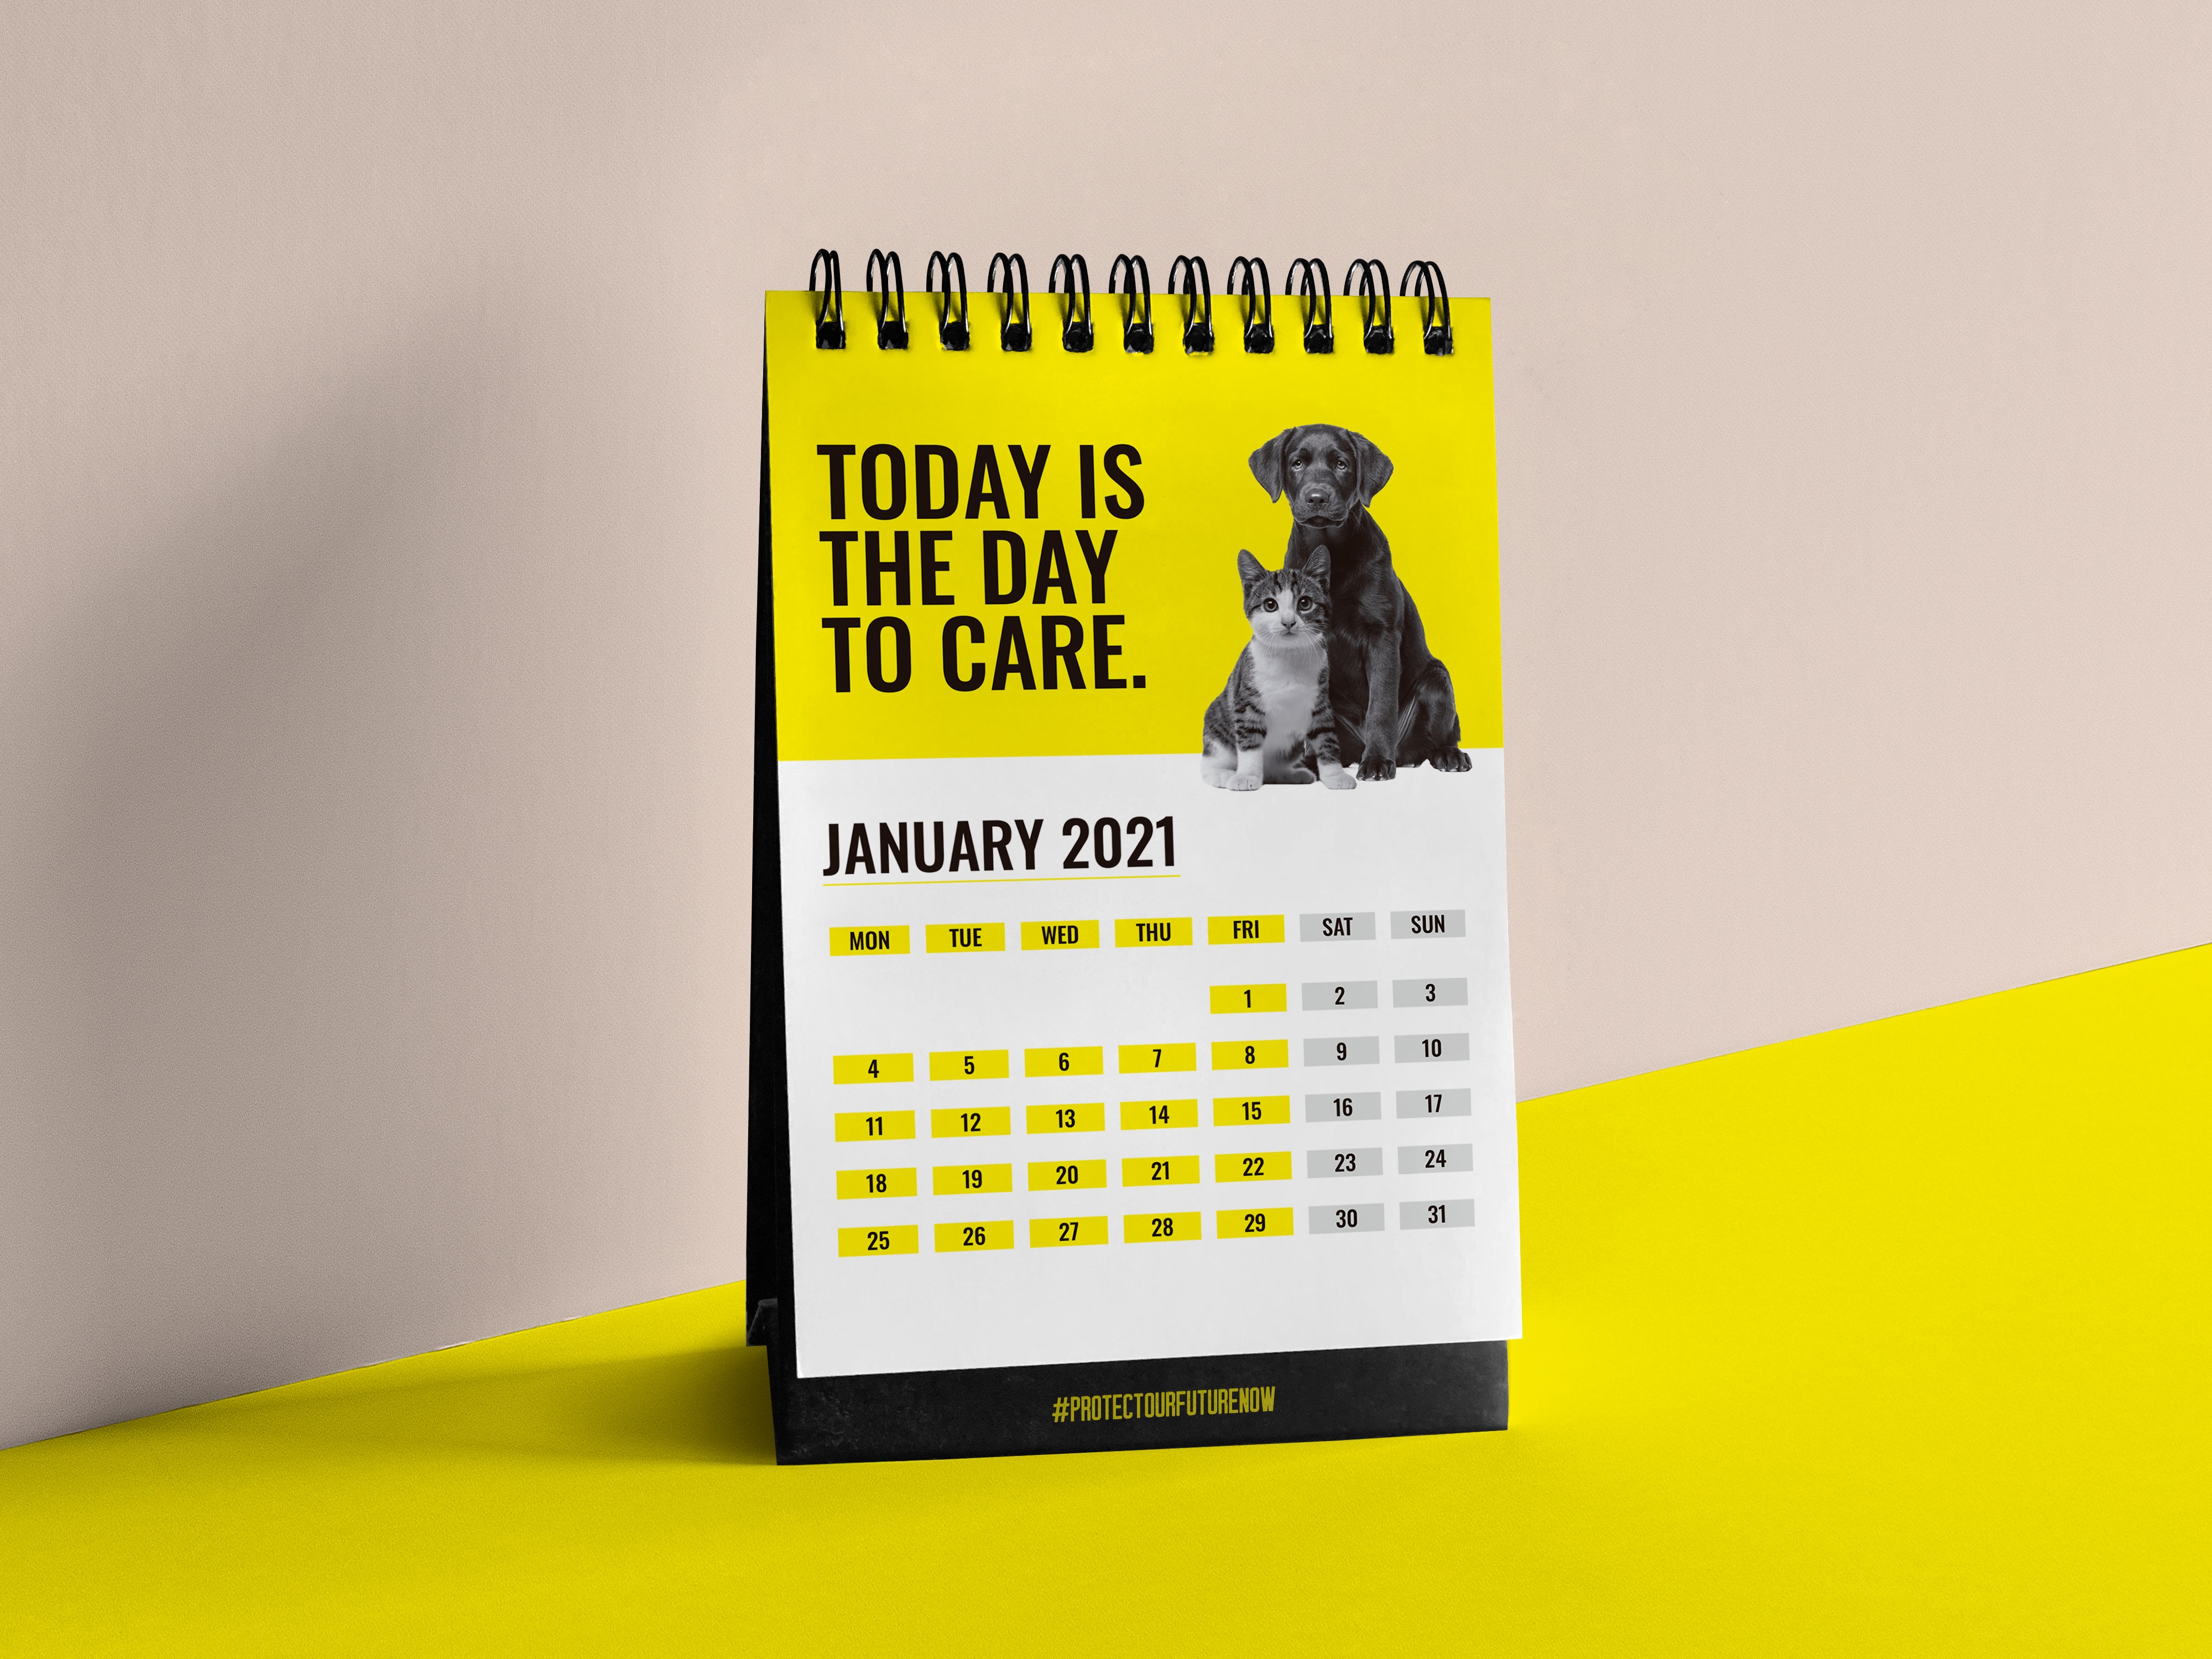 TODAY IS
THE DAY
TO CARE.
JANUARY 2021
MON TUE WED THU FRI SAT SUN
1 2 3
4 5 6 7 8 9 10
11 12 13 14 15 16 17
18 19 20 21 22 23 24
25 26 27 28 29 30 31
#PROTECTOURFUTURENOW